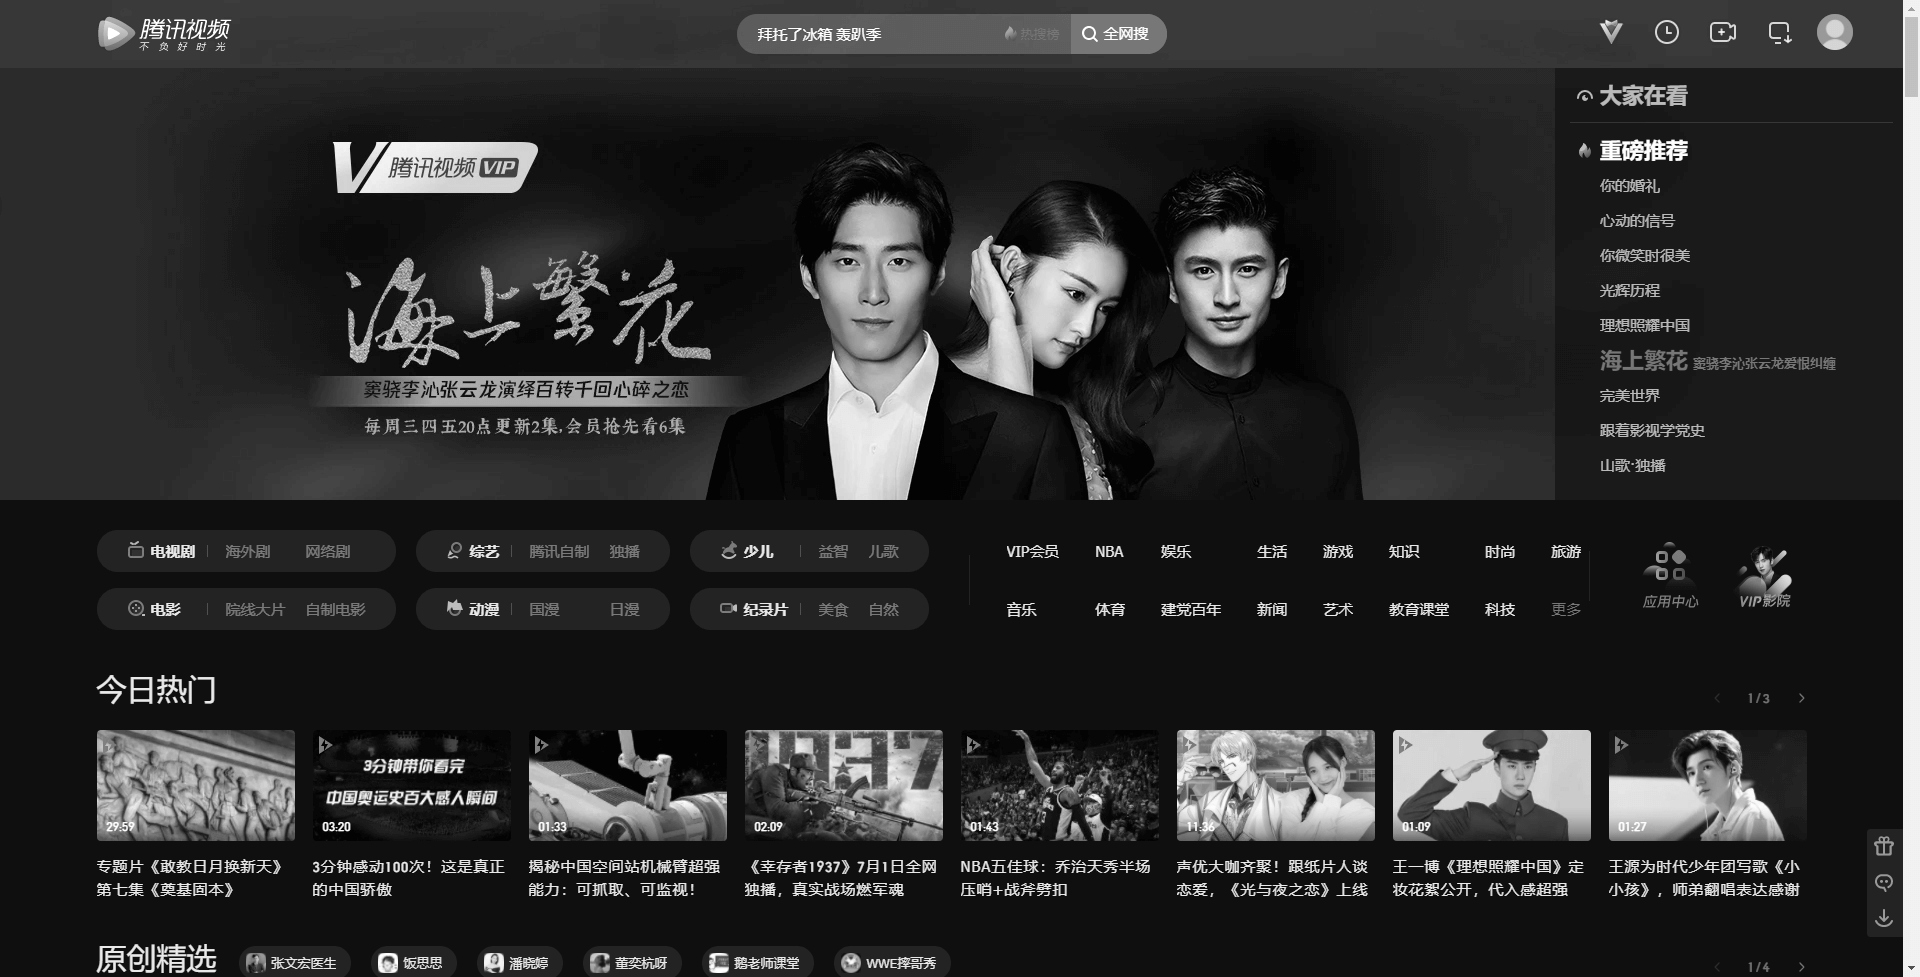 腾讯视频
不负好时光
拜托了冰箱 轰趴季
热搜榜
全网搜
腾讯视频 VIP
海上繁花
窦骁李沁张云龙演绎百转千回心碎之恋
每周三四五20点更新2集,会员抢先看6集
大家在看
重磅推荐
你的婚礼
心动的信号
你微笑时很美
光辉历程
理想照耀中国
海上繁花 窦骁李沁张云龙爱恨纠缠
完美世界
跟着影视学党史
山歌·独播
电视剧 海外剧 网络剧
综艺 腾讯自制 独播
少儿 益智 儿歌
VIP会员 NBA 娱乐 生活 游戏 知识 时尚 旅游
电影 院线大片 自制电影
动漫 国漫 日漫
纪录片 美食 自然
音乐 体育 建党百年 新闻 艺术 教育课堂 科技 更多
应用中心
VIP影院
今日热门
1/3
29:59
专题片《敢教日月换新天》
第七集《奠基固本》
3分钟带你看完
中国奥运史百大感人瞬间
03:20
3分钟感动100次！这是真正
的中国骄傲
01:33
揭秘中国空间站机械臂超强
能力：可抓取、可监视！
1937
02:09
《幸存者1937》7月1日全网
独播，真实战场燃军魂
01:43
NBA五佳球：乔治天秀半场
压哨+战斧劈扣
11:36
声优大咖齐聚！跟纸片人谈
恋爱，《光与夜之恋》上线
01:09
王一博《理想照耀中国》定
妆花絮公开，代入感超强
01:27
王源为时代少年团写歌《小
小孩》，师弟翻唱表达感谢
原创精选
张文宏医生
饭思思
潘晓婷
董奕杭呀
鹅老师课堂
WWE摔哥秀
1/4